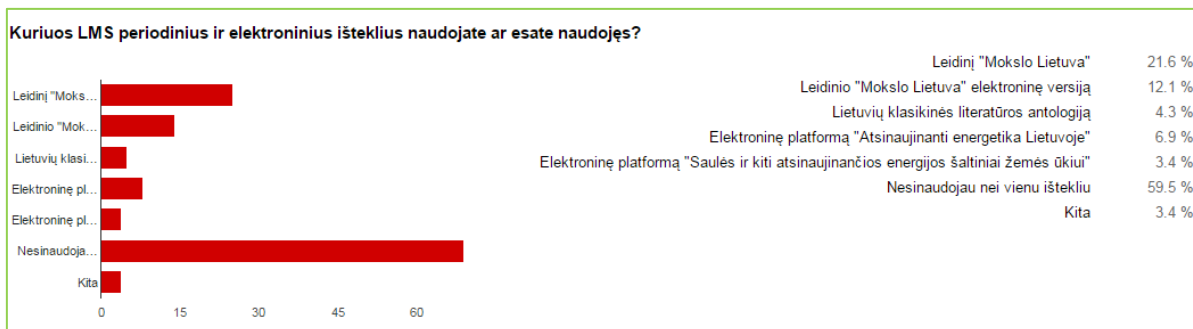 Kuriuos LMS periodinius ir elektroninius išteklius naudojate ar esate naudojęs?
Leidinį "Moks...
Leidinio "Mok...
Lietuvių klasi...
Elektroninę pl...
Elektroninę pl...
Nesinaudoja...
Kita
0 15 30 45 60
Leidinį "Mokslo Lietuva" 21.6 %
Leidinio "Mokslo Lietuva" elektroninę versiją 12.1 %
Lietuvių klasikinės literatūros antologiją 4.3 %
Elektroninę platformą "Atsinaujinanti energetika Lietuvoje" 6.9 %
Elektroninę platformą "Saulės ir kiti atsinaujinančios energijos šaltiniai žemės ūkiui" 3.4 %
Nesinaudojau nei vienu ištekliu 59.5 %
Kita 3.4 %